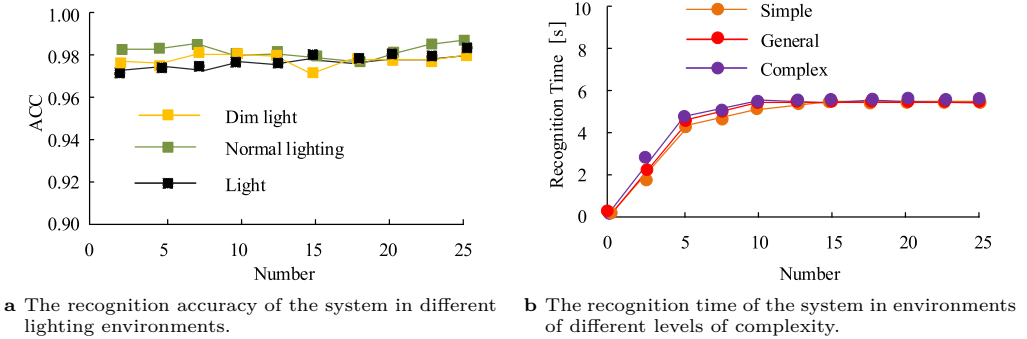 1.00
0.98
0.96
0.94
0.92
0.90
ACC
Dim light
Normal lighting
Light
0 5 10 15 20 25
Number
a The recognition accuracy of the system in different
lighting environments.
10
8
6
4
2
0
Recognition Time [s]
Simple
General
Complex
0 5 10 15 20 25
Number
b The recognition time of the system in environments
of different levels of complexity.